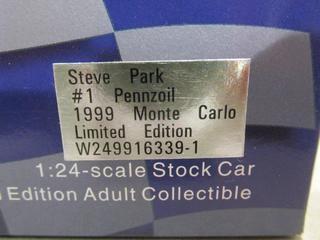 Steve Park
#1 Pennzoil
1999 Monte Carlo
Limited Edition
W249916339-1
1:24-scale Stock Car
Edition Adult Collectible